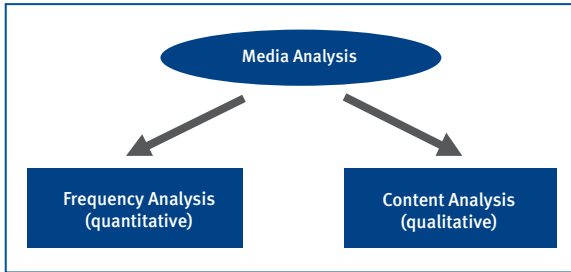 Media Analysis
Frequency Analysis
(quantitative)
Content Analysis
(qualitative)